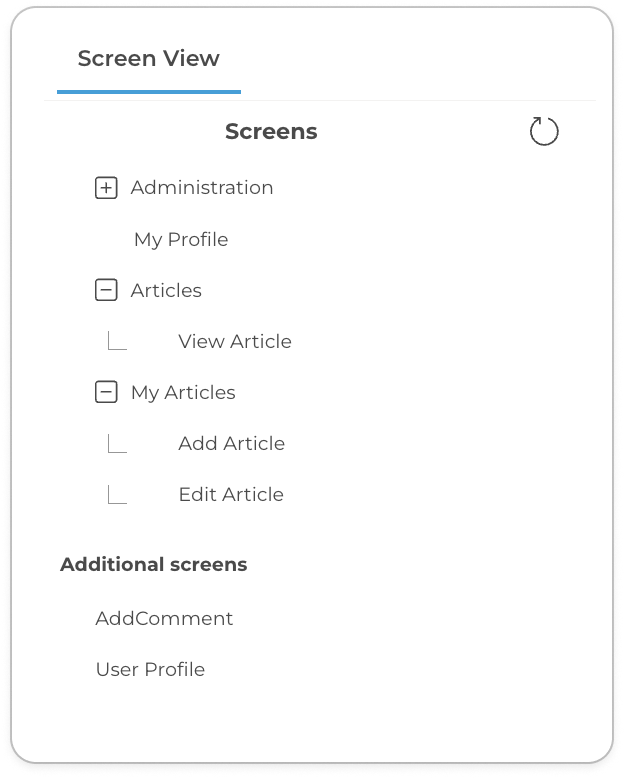 Screen View
Screens
Administration
My Profile
Articles
View Article
My Articles
Add Article
Edit Article
Additional screens
AddComment
User Profile